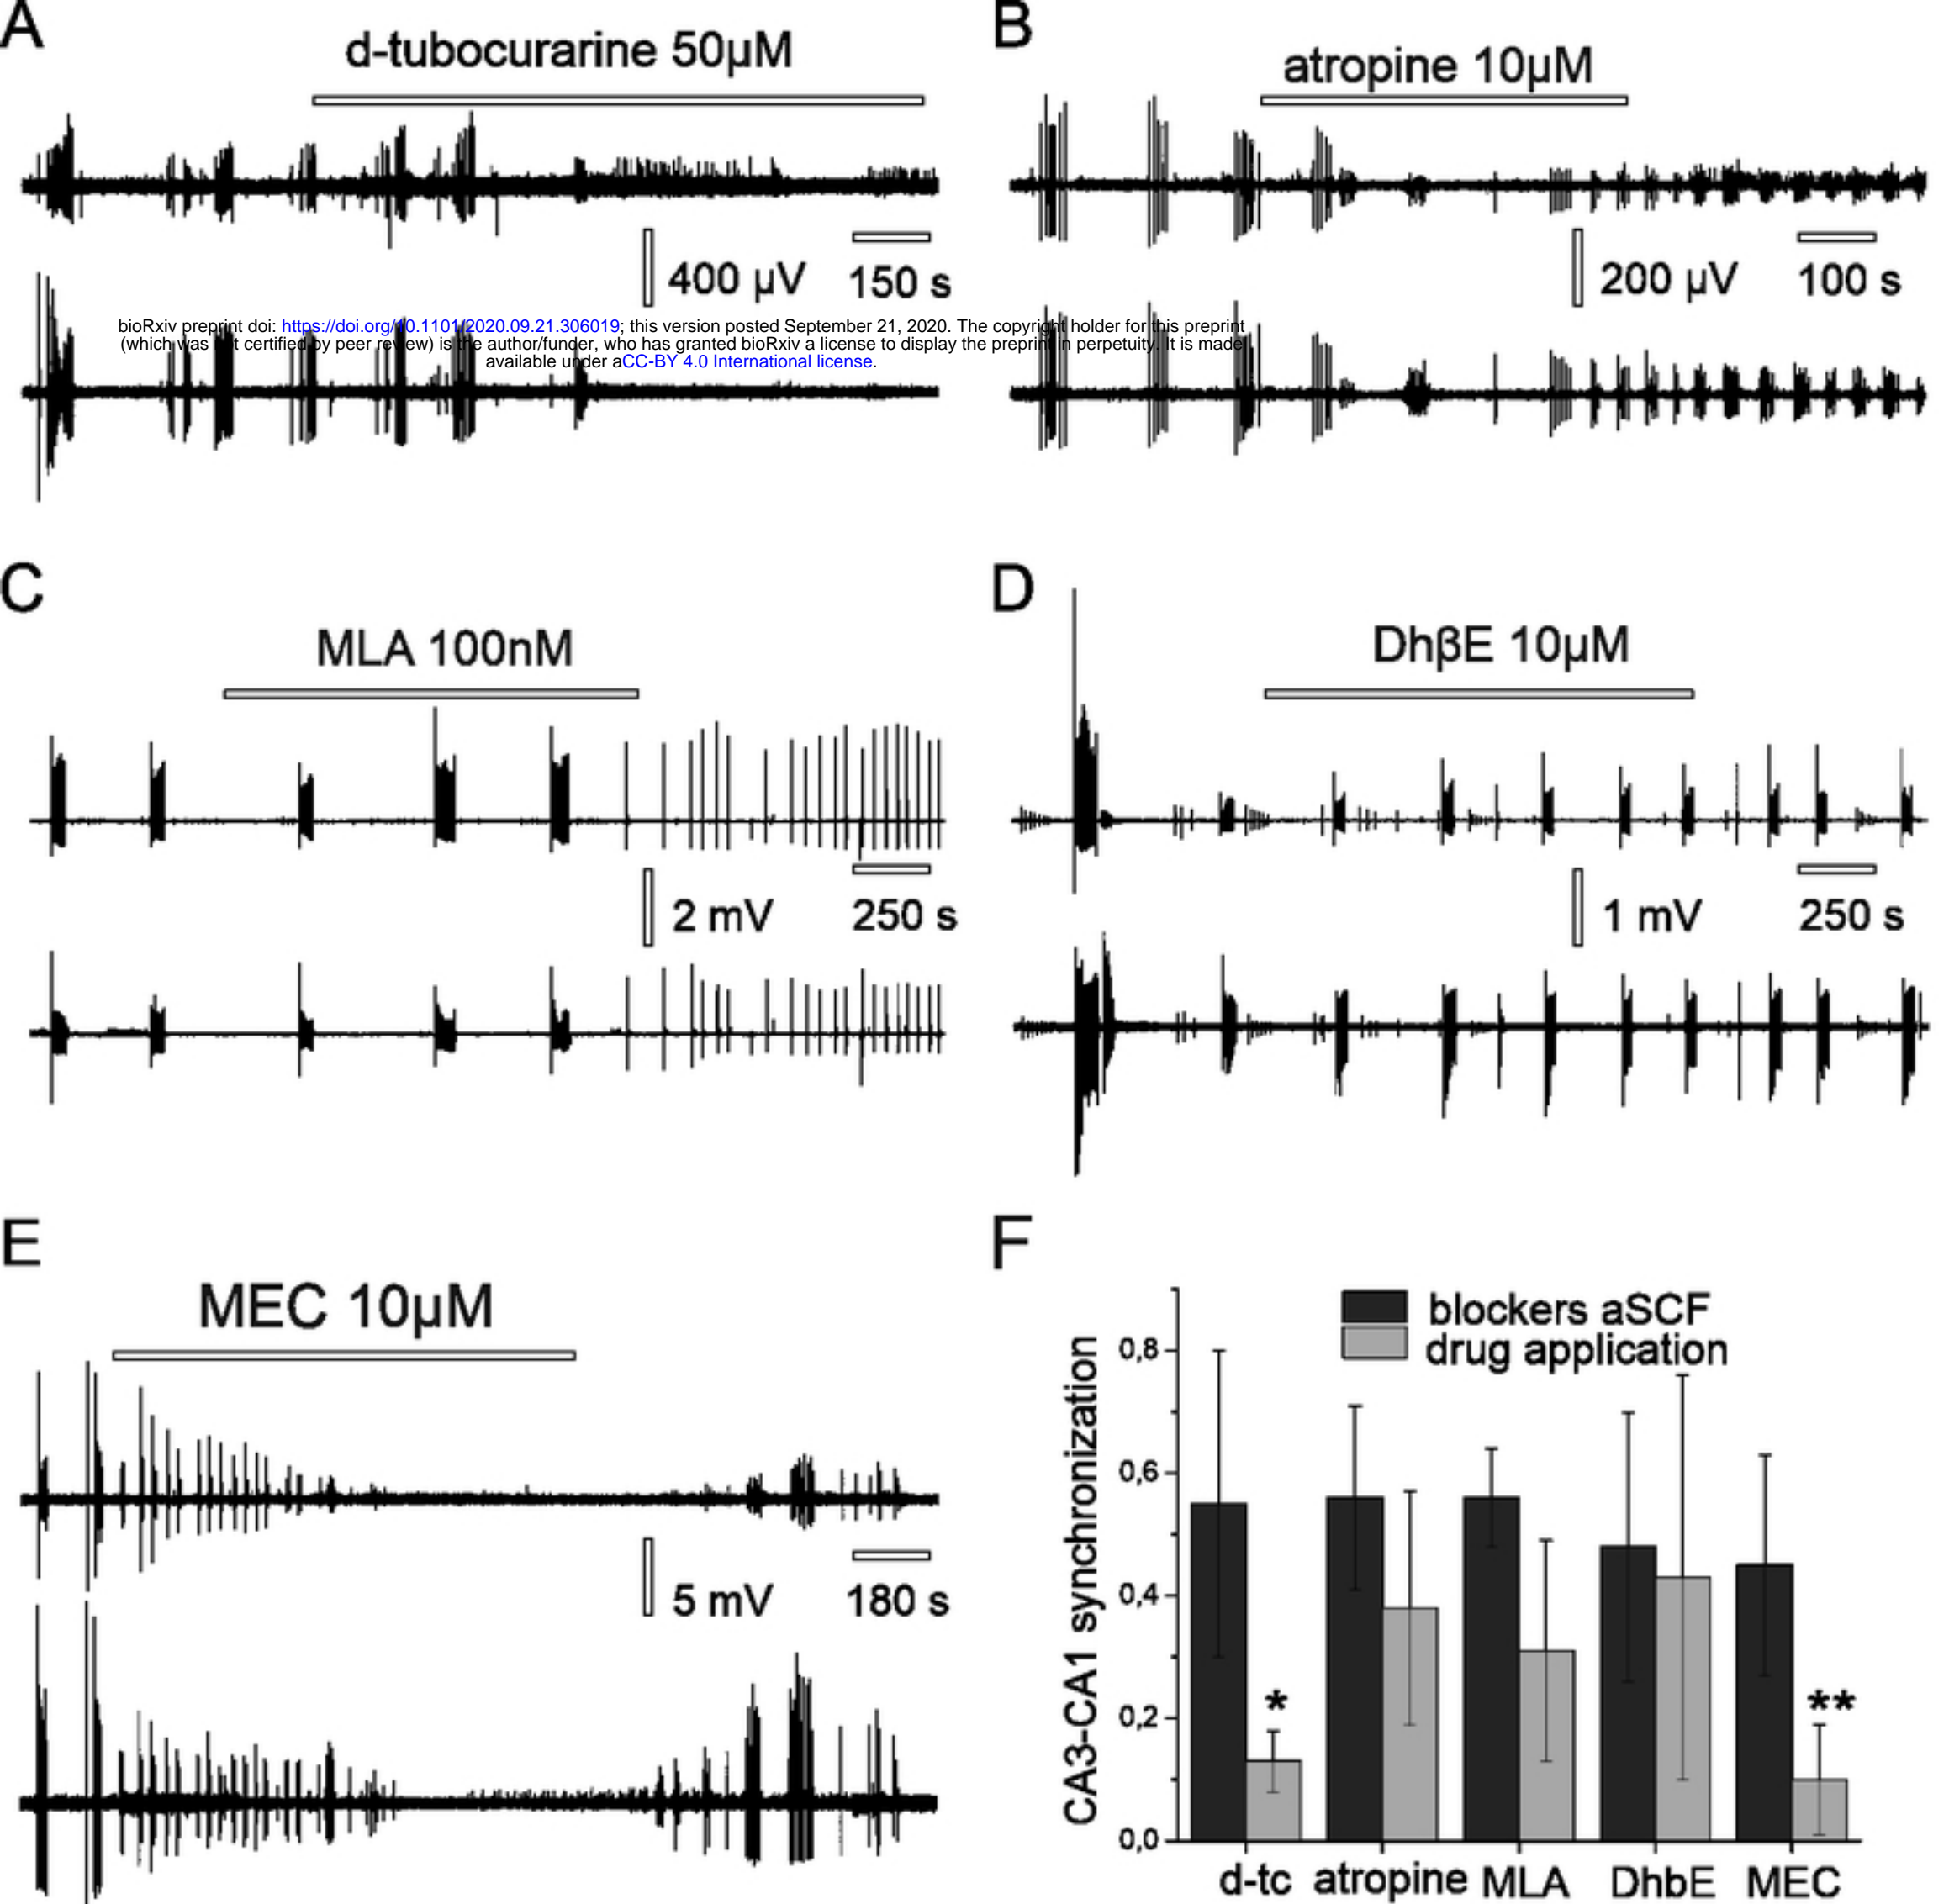 A
d-tubocurarine 50µM
400 µV
150 s
B
atropine 10µM
200 µV
100 s
bioRxiv preprint doi: https://doi.org/10.1101/2020.09.21.306019; this version posted September 21, 2020. The copyright holder for this preprint
(which was not certified by peer review) is the author/funder, who has granted bioRxiv a license to display the preprint in perpetuity. It is made
available under aCC-BY 4.0 International license.
C
MLA 100nM
2 mV
250 s
D
DhβE 10µM
1 mV
250 s
E
MEC 10µM
5 mV
180 s
F
blockers aSCF
drug application
CA3-CA1 synchronization
0,8
0,6
0,4
0,2
0,0
*
**
d-tc atropine MLA DhbE MEC